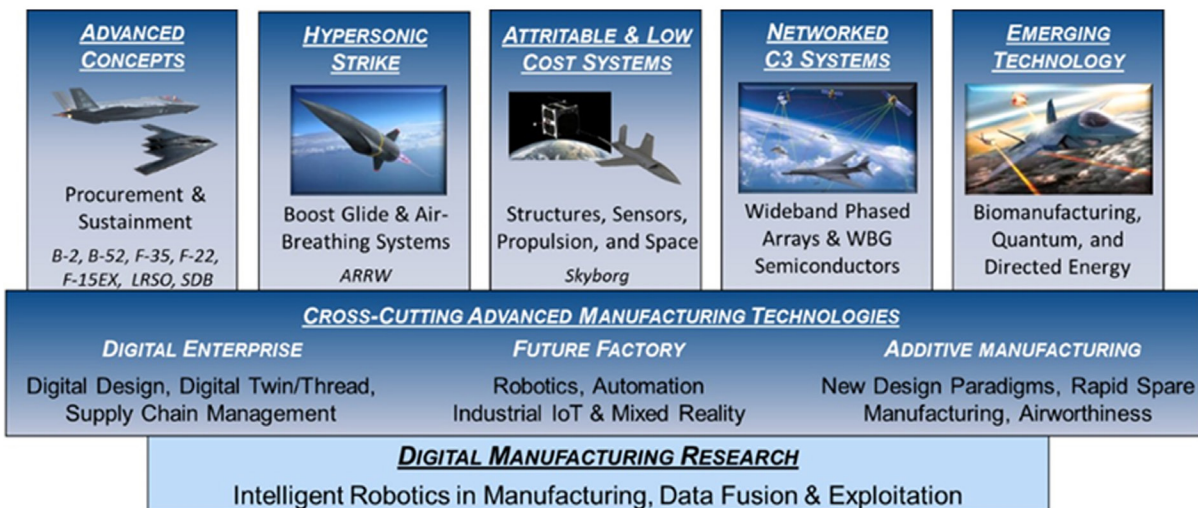 ADVANCED
CONCEPTS
Procurement &
Sustainment
B-2, B-52, F-35, F-22,
F-15EX, LRSO, SDB
HYPERSONIC
STRIKE
Boost Glide & Air-
Breathing Systems
ARRW
ATTRITABLE & LOW
COST SYSTEMS
Structures, Sensors,
Propulsion, and Space
Skyborg
NETWORKED
C3 SYSTEMS
Wideband Phased
Arrays & WBG
Semiconductors
EMERGING
TECHNOLOGY
Biomanufacturing,
Quantum, and
Directed Energy
CROSS-CUTTING ADVANCED MANUFACTURING TECHNOLOGIES
DIGITAL ENTERPRISE
Digital Design, Digital Twin/Thread,
Supply Chain Management
FUTURE FACTORY
Robotics, Automation
Industrial IoT & Mixed Reality
ADDITIVE MANUFACTURING
New Design Paradigms, Rapid Spare
Manufacturing, Airworthiness
DIGITAL MANUFACTURING RESEARCH
Intelligent Robotics in Manufacturing, Data Fusion & Exploitation